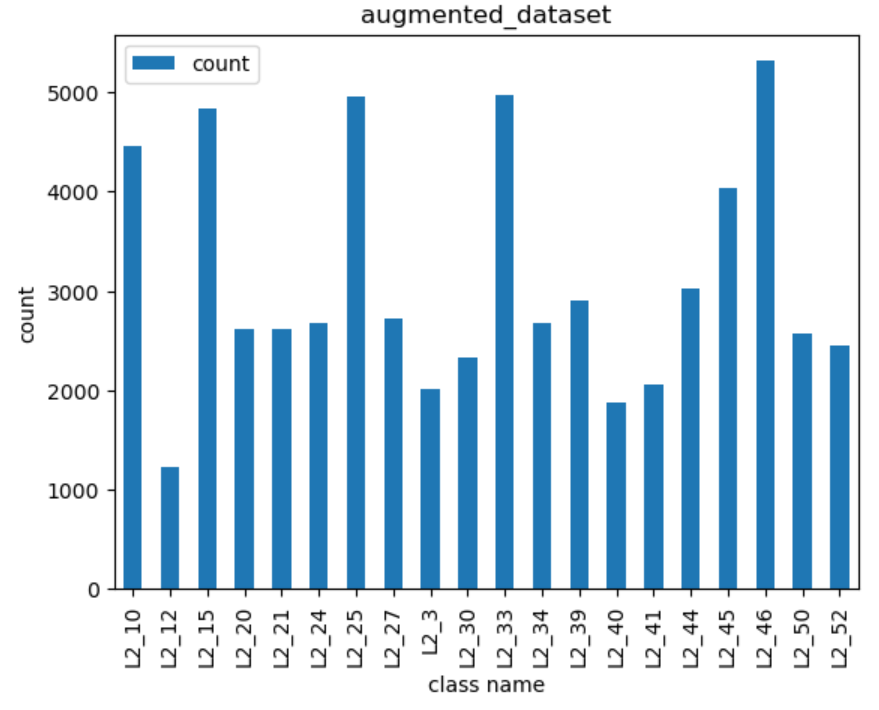 augmented_dataset
count
5000
4000
3000
2000
1000
0
count
L2_10
L2_12
L2_15
L2_20
L2_21
L2_24
L2_25
L2_27
L2_3
L2_30
L2_33
L2_34
L2_39
L2_40
L2_41
L2_44
L2_45
L2_46
L2_50
L2_52
class name